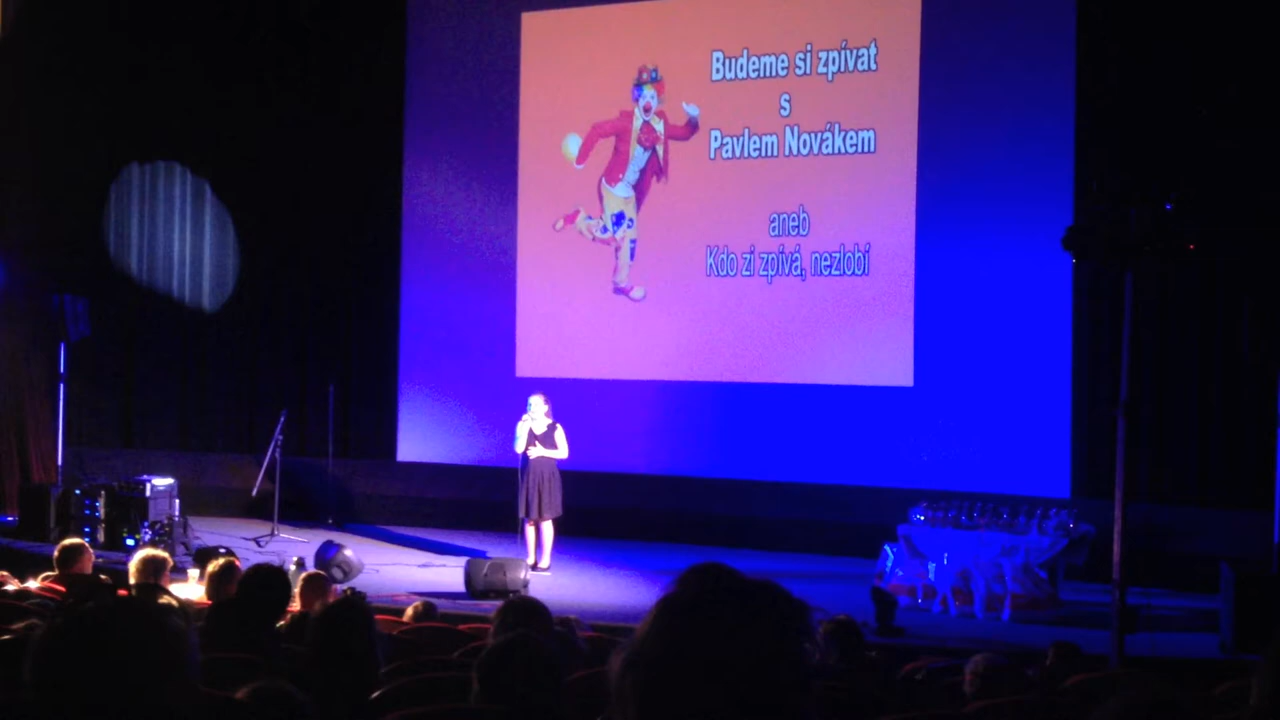 Budeme si zpívat
s
Pavlem Novákem
aneb
Kdo zi zpívá, nezlobí